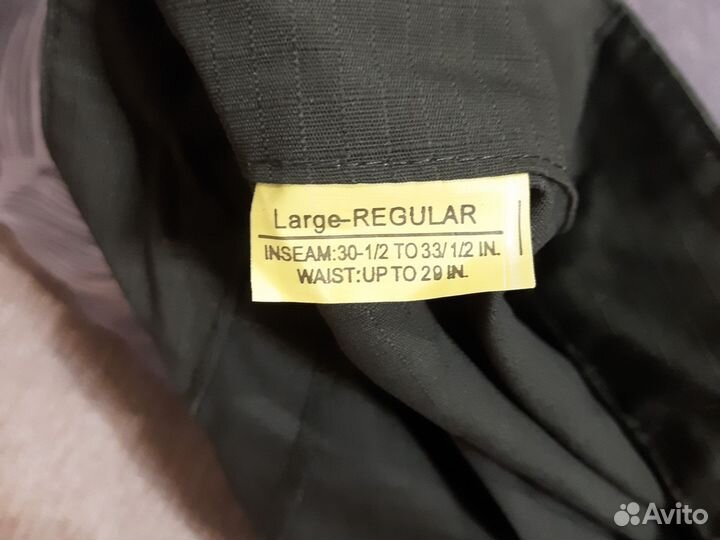 Large-REGULAR
INSEAM:30-1/2 TO 33/1/2 IN.
WAIST:UP TO 29 IN.
Avito